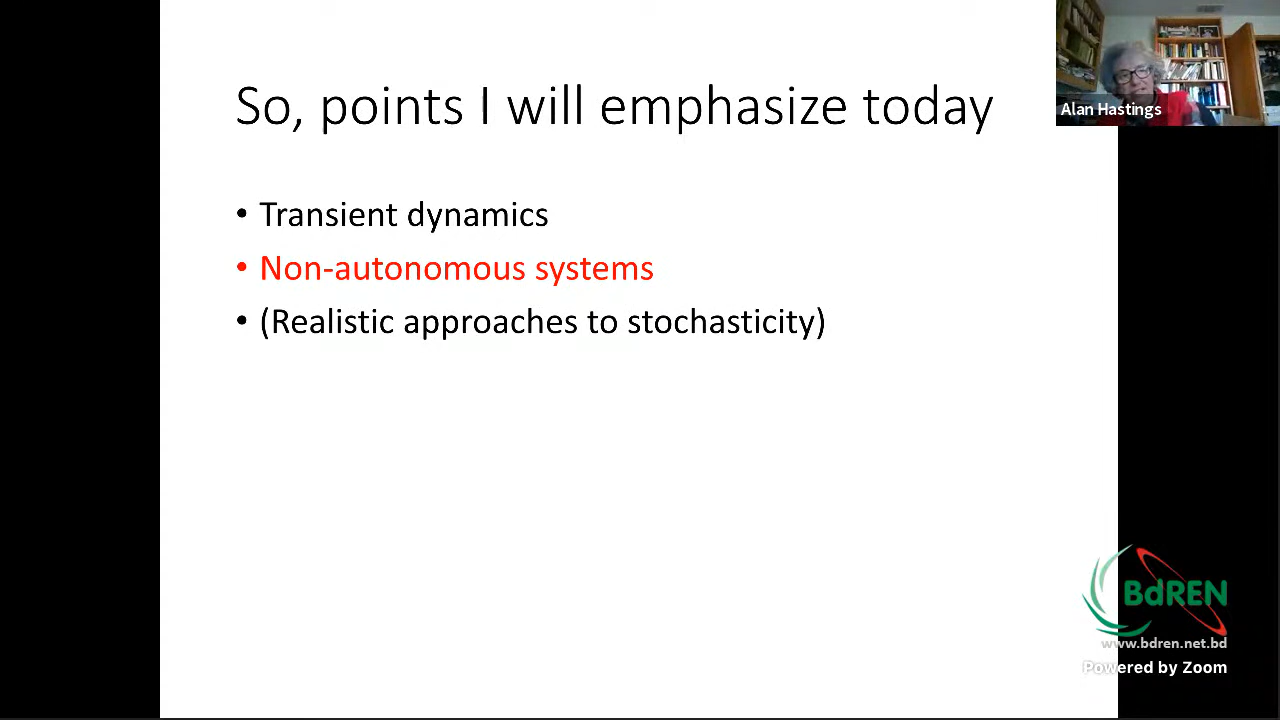 So, points I will emphasize today
Alan Hastings
• Transient dynamics
• Non-autonomous systems
• (Realistic approaches to stochasticity)
BdREN
www.bdren.net.bd
Powered by Zoom